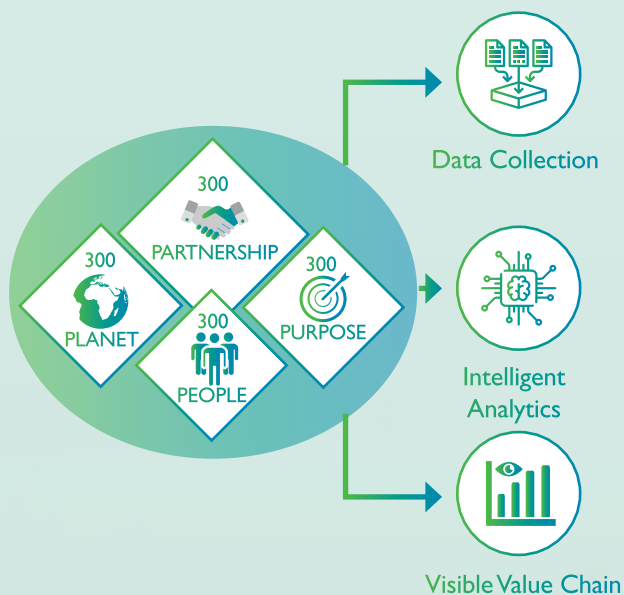 300
PARTNERSHIP
300
PLANET
300
PURPOSE
300
PEOPLE
Data Collection
Intelligent
Analytics
Visible Value Chain